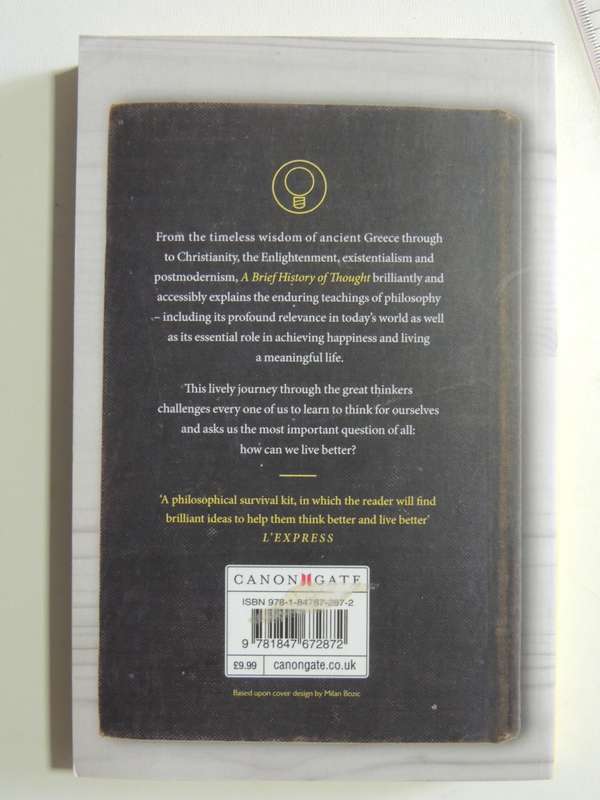 From the timeless wisdom of ancient Greece through
to Christianity, the Enlightenment, existentialism and
postmodernism, A Brief History of Thought brilliantly and
accessibly explains the enduring teachings of philosophy
– including its profound relevance in today's world as well
as its essential role in achieving happiness and living
a meaningful life.
This lively journey through the great thinkers
challenges every one of us to learn to think for ourselves
and asks us the most important question of all:
how can we live better?
'A philosophical survival kit, in which the reader will find
brilliant ideas to help them think better and live better'
L'EXPRESS
CANONGATE
ISBN 978-1-84767-287-2
9 781847 672872
£9.99 canongate.co.uk
Based upon cover design by Milan Bozic